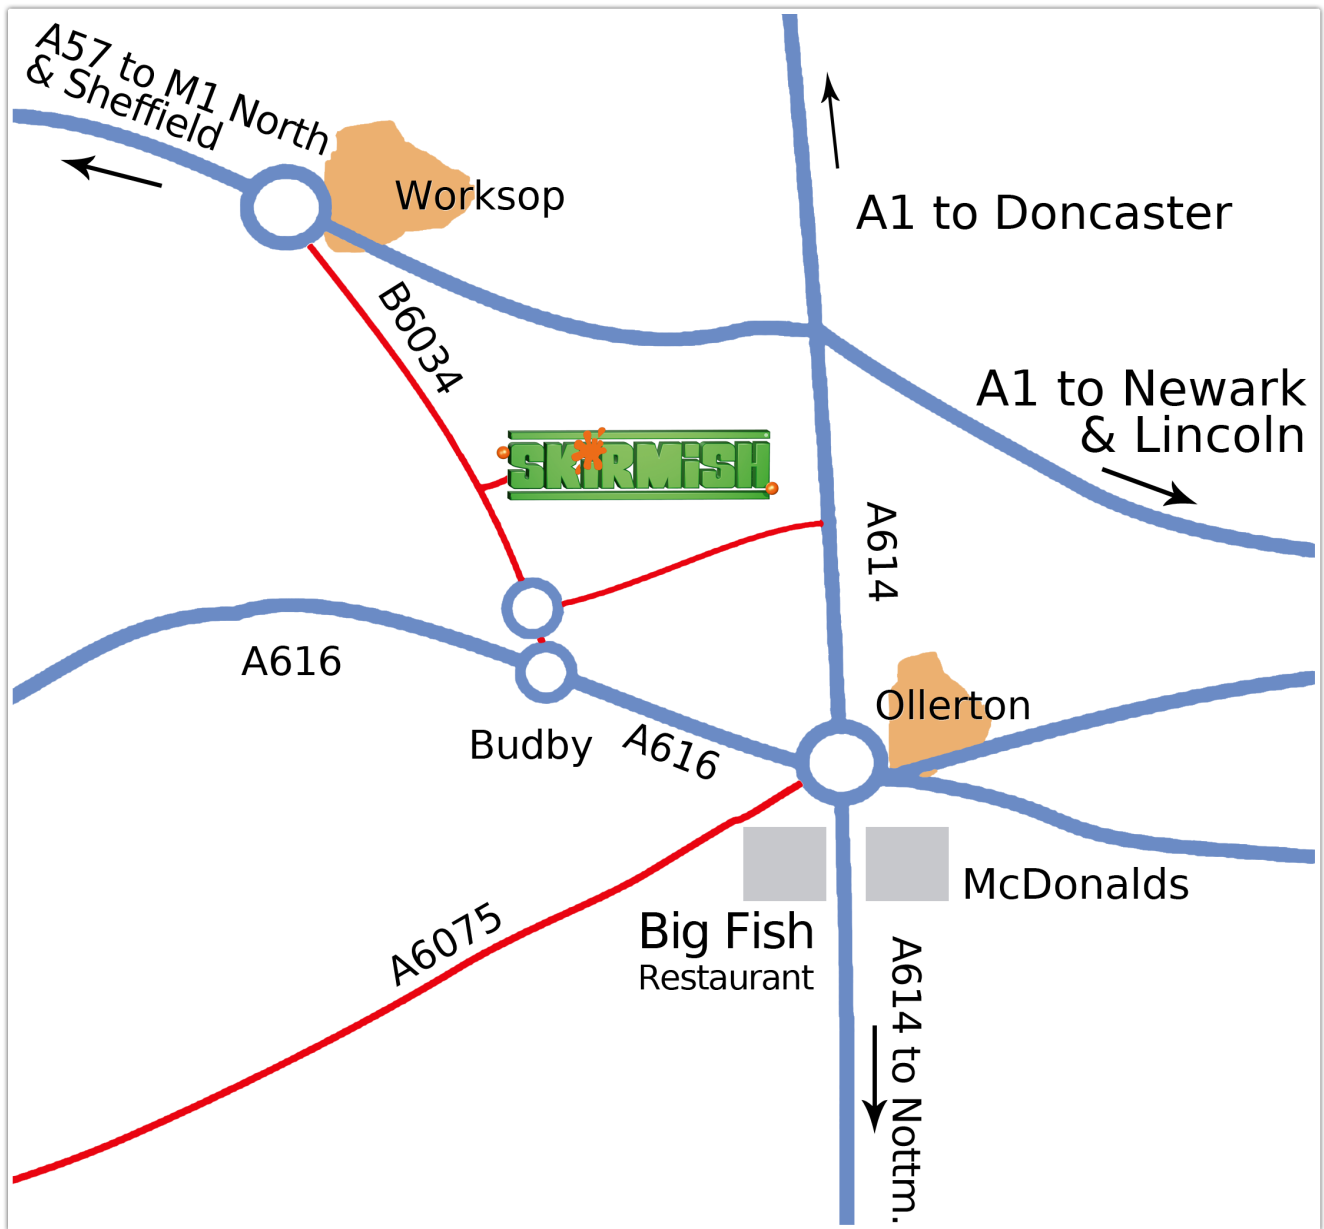 A57 to M1 North
& Sheffield
Worksop
A1 to Doncaster
B6034
A1 to Newark
& Lincoln
SKiRMiSH
A614
A616
Ollerton
Budby
A616
McDonalds
Big Fish
Restaurant
A6075
A614 to Nottm.